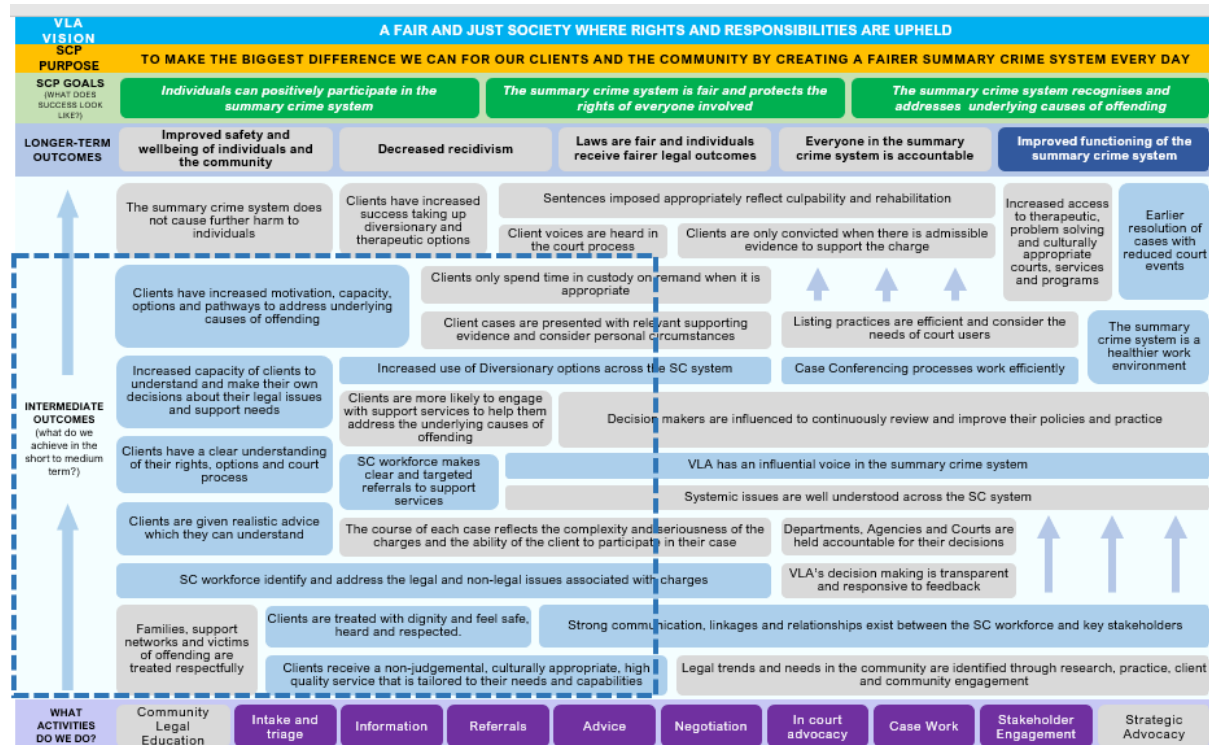 VLA
VISION
A FAIR AND JUST SOCIETY WHERE RIGHTS AND RESPONSIBILITIES ARE UPHELD
SCP
PURPOSE
TO MAKE THE BIGGEST DIFFERENCE WE CAN FOR OUR CLIENTS AND THE COMMUNITY BY CREATING A FAIRER SUMMARY CRIME SYSTEM EVERY DAY
SCP GOALS
(WHAT DOES
SUCCESS LOOK
LIKE?)
Individuals can positively participate in the
summary crime system
The summary crime system is fair and protects the
rights of everyone involved
The summary crime system recognises and
addresses underlying causes of offending
LONGER-TERM
OUTCOMES
Improved safety and
wellbeing of individuals and
the community
Decreased recidivism
Laws are fair and individuals
receive fairer legal outcomes
Everyone in the summary
crime system is accountable
Improved functioning of the
summary crime system
INTERMEDIATE
OUTCOMES
(what do we
achieve in the
short to medium
term?)
The summary crime system does
not cause further harm to
individuals
Clients have increased
success taking up
diversionary and
therapeutic options
Sentences imposed appropriately reflect culpability and rehabilitation
Client voices are heard in
the court process
Clients are only convicted when there is admissible
evidence to support the charge
Increased access
to therapeutic,
problem solving
and culturally
appropriate
courts, services
and programs
Earlier
resolution of
cases with
reduced court
events
Clients have increased motivation, capacity,
options and pathways to address underlying
causes of offending
Clients only spend time in custody on remand when it is
appropriate
Client cases are presented with relevant supporting
evidence and consider personal circumstances
Listing practices are efficient and consider the
needs of court users
The summary
crime system is a
healthier work
environment
Increased capacity of clients to
understand and make their own
decisions about their legal issues
and support needs
Increased use of Diversionary options across the SC system
Case Conferencing processes work efficiently
Clients are more likely to engage
with support services to help them
address the underlying causes of
offending
Decision makers are influenced to continuously review and improve their policies and practice
Clients have a clear understanding
of their rights, options and court
process
SC workforce makes
clear and targeted
referrals to support
services
VLA has an influential voice in the summary crime system
Systemic issues are well understood across the SC system
Clients are given realistic advice
which they can understand
The course of each case reflects the complexity and seriousness of the
charges and the ability of the client to participate in their case
Departments, Agencies and Courts are
held accountable for their decisions
SC workforce identify and address the legal and non-legal issues associated with charges
VLA's decision making is transparent
and responsive to feedback
Families, support
networks and victims
of offending are
treated respectfully
Clients are treated with dignity and feel safe,
heard and respected.
Strong communication, linkages and relationships exist between the SC workforce and key stakeholders
Clients receive a non-judgemental, culturally appropriate, high
quality service that is tailored to their needs and capabilities
Legal trends and needs in the community are identified through research, practice, client
and community engagement
WHAT
ACTIVITIES
DO WE DO?
Community
Legal
Education
Intake and
triage
Information
Referrals
Advice
Negotiation
In court
advocacy
Case Work
Stakeholder
Engagement
Strategic
Advocacy